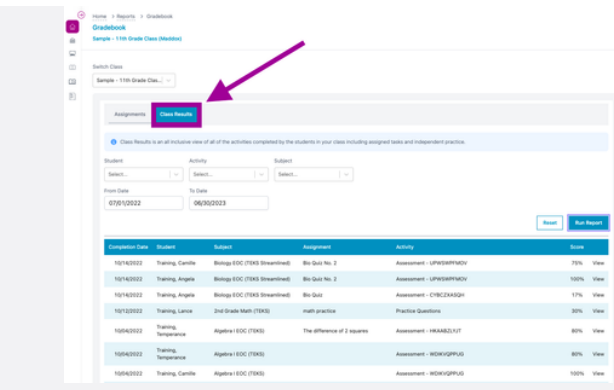 Home > Reports > Gradebook
Gradebook
Sample - 11th Grade Class (Maddox)
Switch Class
Sample - 11th Grade Clas...
Assignments Class Results
Class Results is an all inclusive view of all of the activities completed by the students in your class including assigned tasks and independent practice.
Student Activity Subject
Select... Select... Select...
From Date To Date
07/01/2022 06/30/2023
Reset Run Report
Completion Date Student Subject Assignment Activity Score
10/14/2022 Training, Camille Biology EOC (TEKS Streamlined) Bio Quiz No. 2 Assessment - UPWSWPFMOV 75% View
10/14/2022 Training, Angela Biology EOC (TEKS Streamlined) Bio Quiz No. 2 Assessment - UPWSWPFMOV 100% View
10/14/2022 Training, Angela Biology EOC (TEKS Streamlined) Bio Quiz Assessment - CYBCZXASQH 17% View
10/12/2022 Training, Lance 2nd Grade Math (TEKS) math practice Practice Questions 30% View
10/04/2022 Training, Temperance Algebra I EOC (TEKS) The difference of 2 squares Assessment - HKAABZLYJT 80% View
10/04/2022 Training, Temperance Algebra I EOC (TEKS) Assessment - WDIKVQPPUG 80% View
10/04/2022 Training, Camille Algebra I EOC (TEKS) Assessment - WDIKVQPPUG 100% View